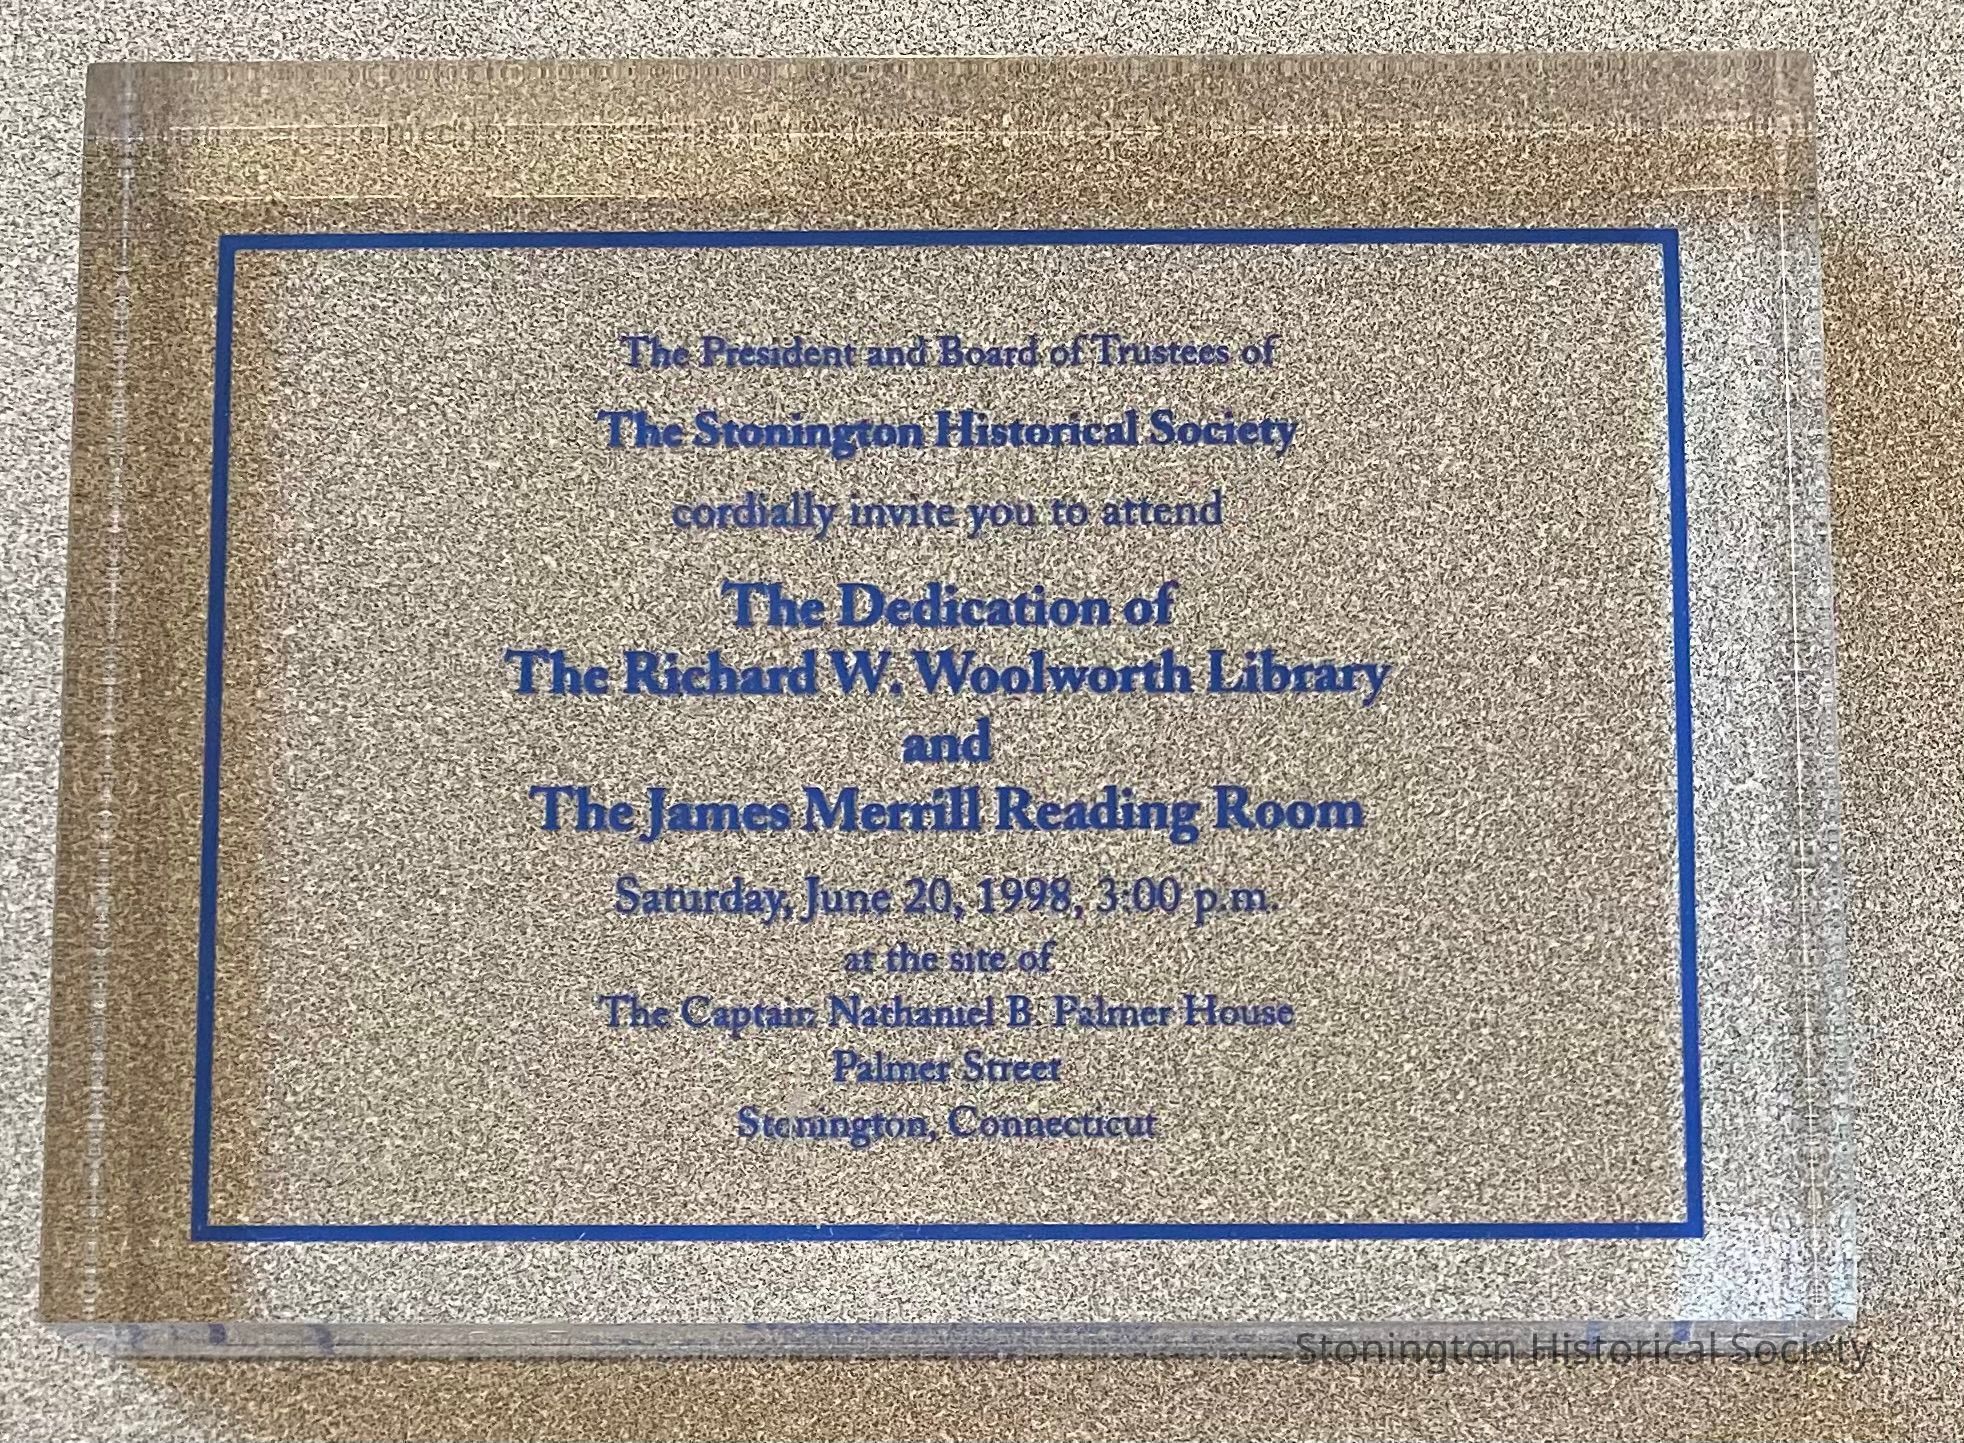 The President and Board of Trustees of
The Stonington Historical Society
cordially invite you to attend
The Dedication of
The Richard W. Woolworth Library
and
The James Merrill Reading Room
Saturday, June 20, 1998, 3:00 p.m.
at the site of
The Captain Nathaniel B. Palmer House
Palmer Street
Stonington, Connecticut
Stonington Historical Society